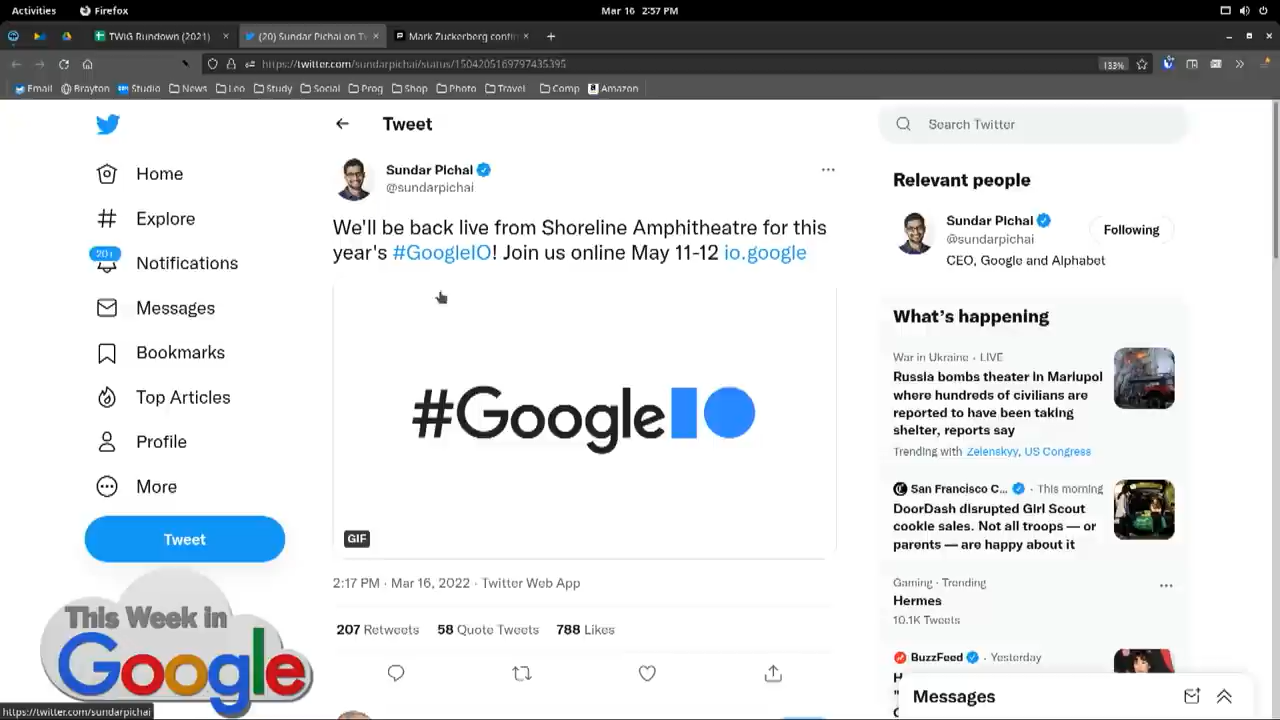 Activities Firefox Mar 16 2:57 PM
TWiG Rundown (2021) × (20) Sundar Pichai on Tw × Mark Zuckerberg confir × +
https://twitter.com/sundarpichai/status/1504205169797435395 133%
Email Brayton Studio News Leo Study Social Prog Shop Photo Travel Comp Amazon
Home
Explore
20+
Notifications
Messages
Bookmarks
Top Articles
Profile
More
Tweet
Tweet
Sundar Pichai
@sundarpichai
We'll be back live from Shoreline Amphitheatre for this
year's #GoogleIO! Join us online May 11-12 io.google
#GoogleIO
GIF
2:17 PM · Mar 16, 2022 · Twitter Web App
207 Retweets 58 Quote Tweets 788 Likes
Search Twitter
Relevant people
Sundar Pichai
@sundarpichai
Following
CEO, Google and Alphabet
What's happening
War in Ukraine · LIVE
Russia bombs theater in Mariupol
where hundreds of civilians are
reported to have been taking
shelter, reports say
Trending with Zelenskyy, US Congress
San Francisco C... · This morning
DoorDash disrupted Girl Scout
cookie sales. Not all troops — or
parents — are happy about it
Gaming · Trending
Hermes
10.1K Tweets
BuzzFeed · Yesterday
Messages
This Week in
Google
https://twitter.com/sundarpichai